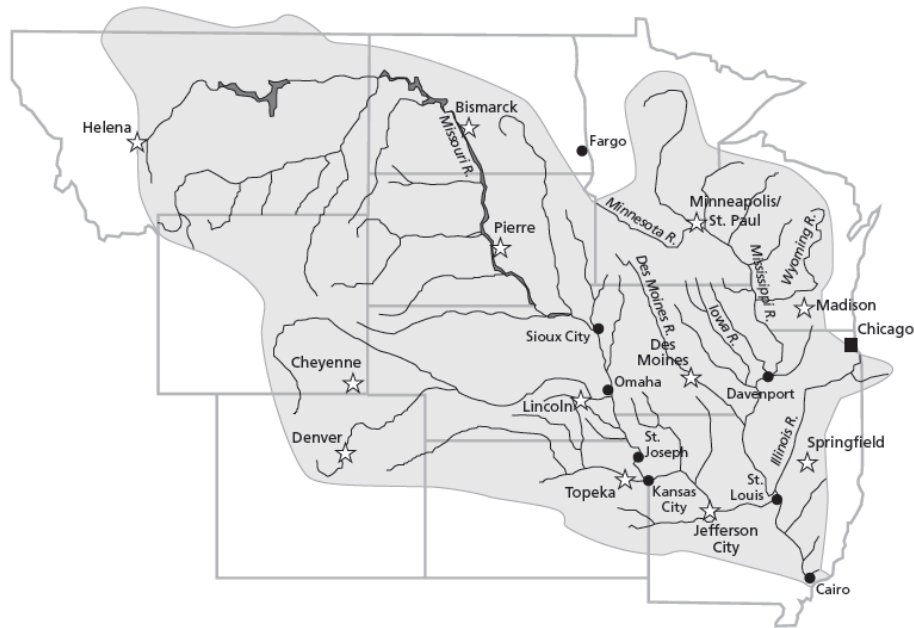 Helena
Bismarck
Missouri R.
Fargo
Minneapolis/
St. Paul
Minnesota R.
Pierre
Mississippi R.
Wyoming R.
Des Moines R.
Iowa R.
Madison
Chicago
Sioux City
Des
Moines
Cheyenne
Omaha
Davenport
Lincoln
Illinois R.
Denver
St.
Joseph
Springfield
Topeka
Kansas
City
St.
Louis
Jefferson
City
Cairo